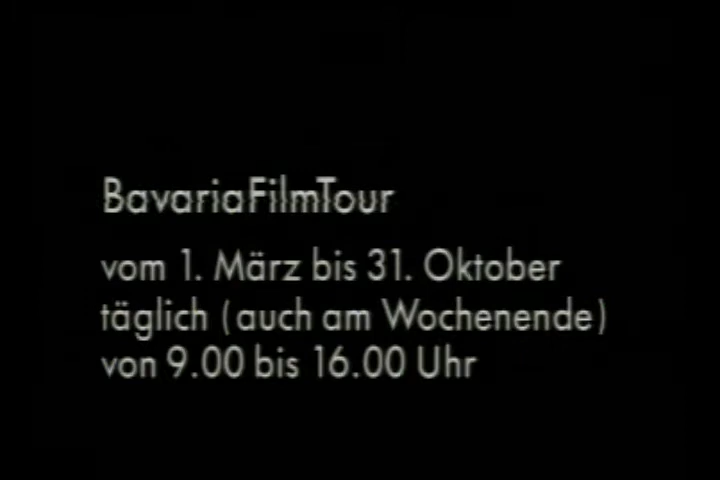 BavariaFilmTour
vom 1. März bis 31. Oktober
täglich (auch am Wochenende)
von 9.00 bis 16.00 Uhr